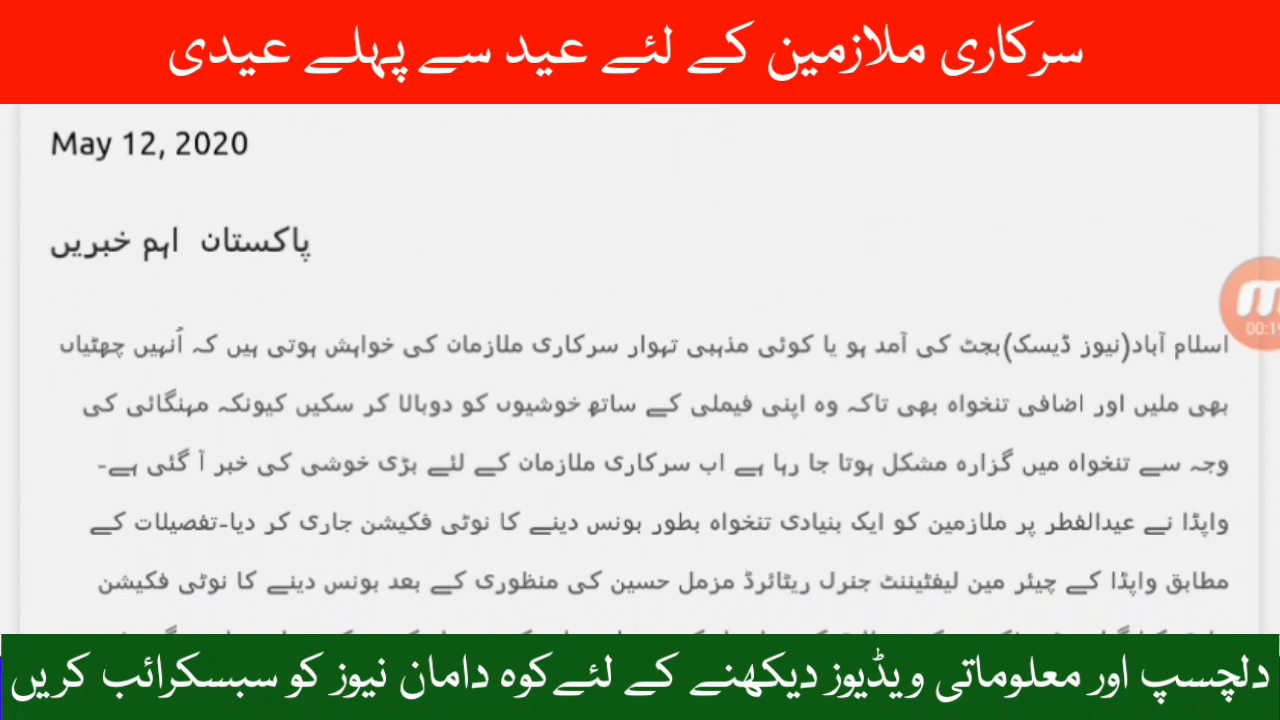 سرکاری ملازمین کے لئے عید سے پہلے عیدی
May 12, 2020
پاکستان اہم خبریں
اسلام آباد(نیوز ڈیسک)بجٹ کی آمد ہو یا کوئی مذہبی تہوار سرکاری ملازمان کی خواہش ہوتی ہیں کہ اُنہیں چھٹیاں
00:19
بھی ملیں اور اضافی تنخواہ بھی تاکہ وہ اپنی فیملی کے ساتھ خوشیوں کو دوبالا کر سکیں کیونکہ مہنگائی کی
وجہ سے تنخواہ میں گزارہ مشکل ہوتا جا رہا ہے اب سرکاری ملازمان کے لئے بڑی خوشی کی خبر آ گئی ہے۔
واپڈا نے عیدالفطر پر ملازمین کو ایک بنیادی تنخواہ بطور بونس دینے کا نوٹی فکیشن جاری کر دیا۔تفصیلات کے
مطابق واپڈا کے چیئر مین لیفٹیننٹ جنرل ریٹائرڈ مزمل حسین کی منظوری کے بعد بونس دینے کا نوٹی فکیشن
دلچسپ اور معلوماتی ویڈیوز دیکھنے کے لئےکوہ دامان نیوز کو سبسکرائب کریں